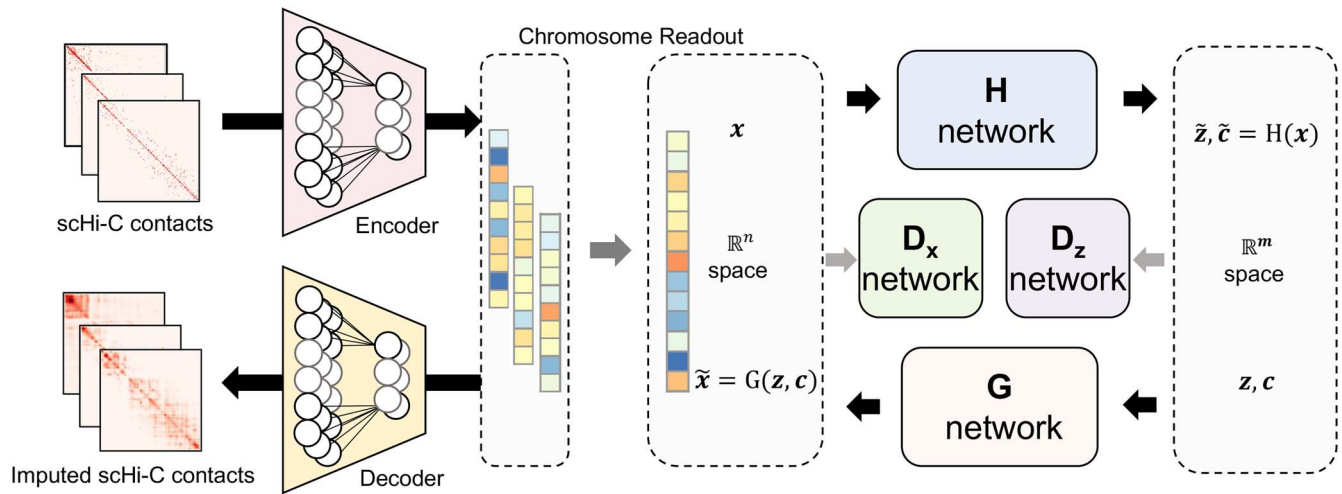 Chromosome Readout
scHi-C contacts
Encoder
Imputed scHi-C contacts
Decoder
x
ℝⁿ
space
x̃ = G(z, c)
H
network
Dₓ
network
D_z
network
G
network
z̃, c̃ = H(x)
ℝᵐ
space
z, c